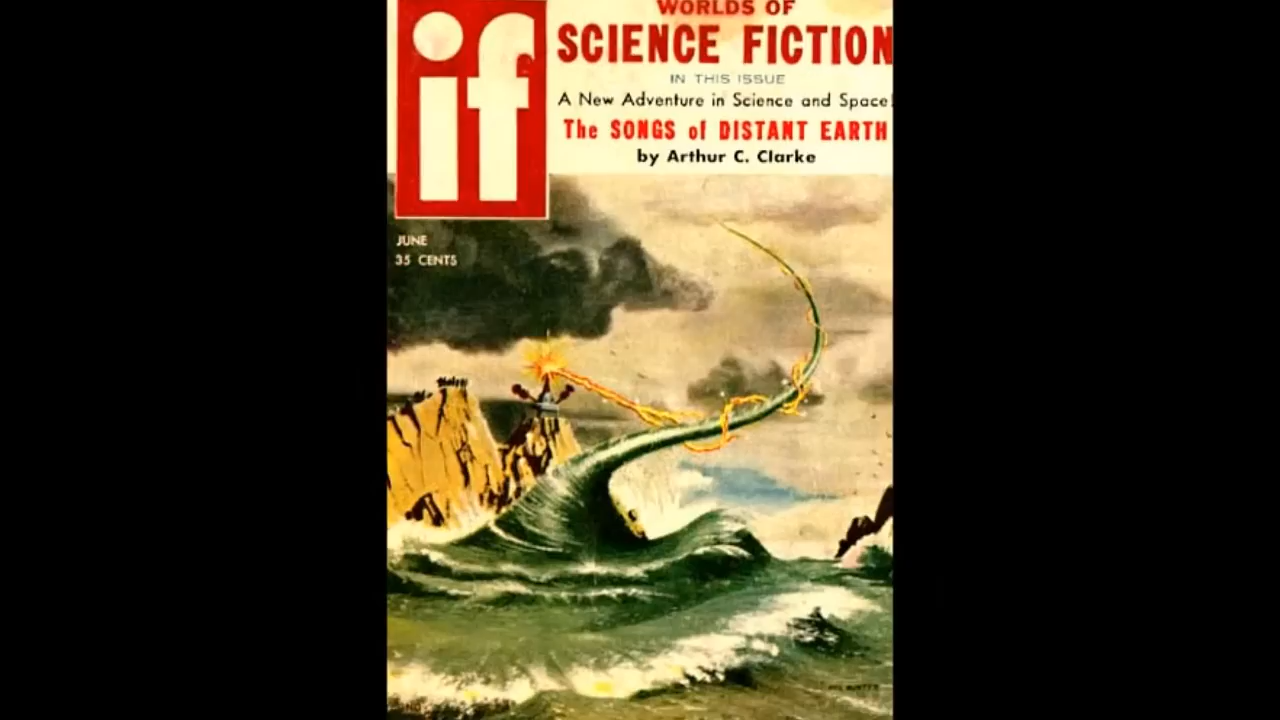 if
WORLDS OF
SCIENCE FICTION
IN THIS ISSUE
A New Adventure in Science and Space!
The SONGS of DISTANT EARTH
by Arthur C. Clarke
JUNE
35 CENTS